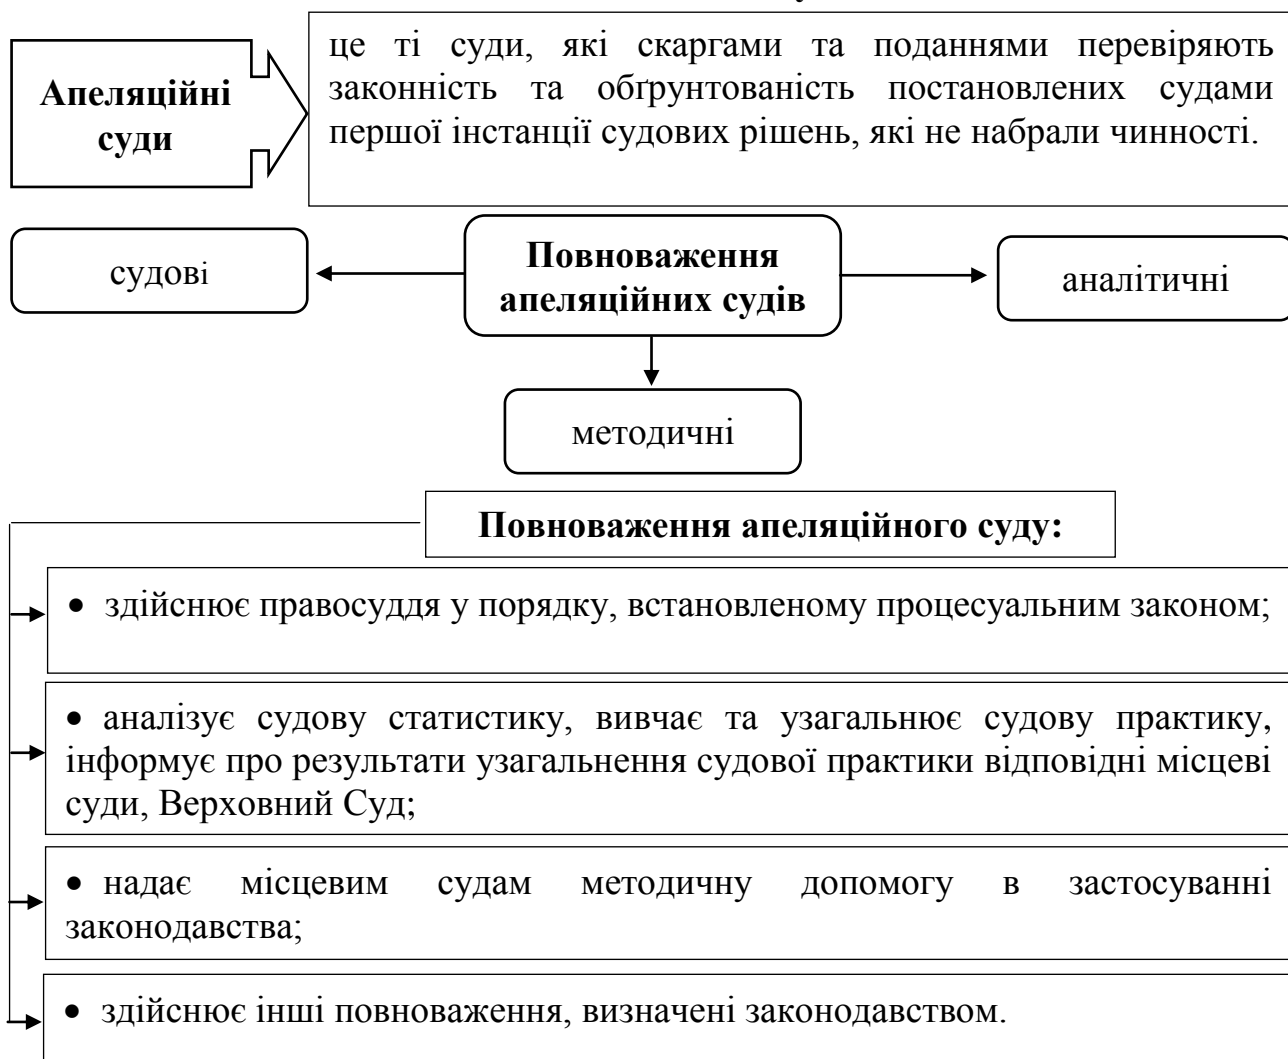 Апеляційні
суди
це ті суди, які скаргами та поданнями перевіряють
законність та обґрунтованість постановлених судами
першої інстанції судових рішень, які не набрали чинності.
судові
Повноваження
апеляційних судів
аналітичні
методичні
Повноваження апеляційного суду:
• здійснює правосуддя у порядку, встановленому процесуальним законом;
• аналізує судову статистику, вивчає та узагальнює судову практику,
інформує про результати узагальнення судової практики відповідні місцеві
суди, Верховний Суд;
• надає місцевим судам методичну допомогу в застосуванні
законодавства;
• здійснює інші повноваження, визначені законодавством.